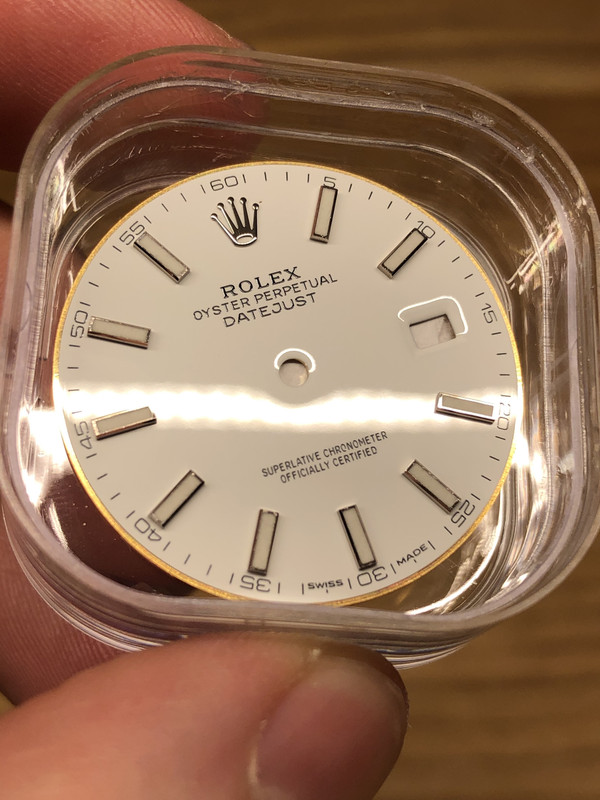 60
5
10
15
20
25
30
35
40
45
50
55
ROLEX
OYSTER PERPETUAL
DATEJUST
SUPERLATIVE CHRONOMETER
OFFICIALLY CERTIFIED
SWISS MADE